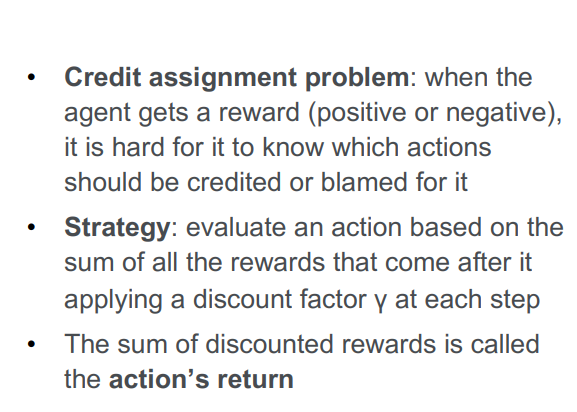 • Credit assignment problem: when the
agent gets a reward (positive or negative),
it is hard for it to know which actions
should be credited or blamed for it
• Strategy: evaluate an action based on the
sum of all the rewards that come after it
applying a discount factor γ at each step
• The sum of discounted rewards is called
the action’s return